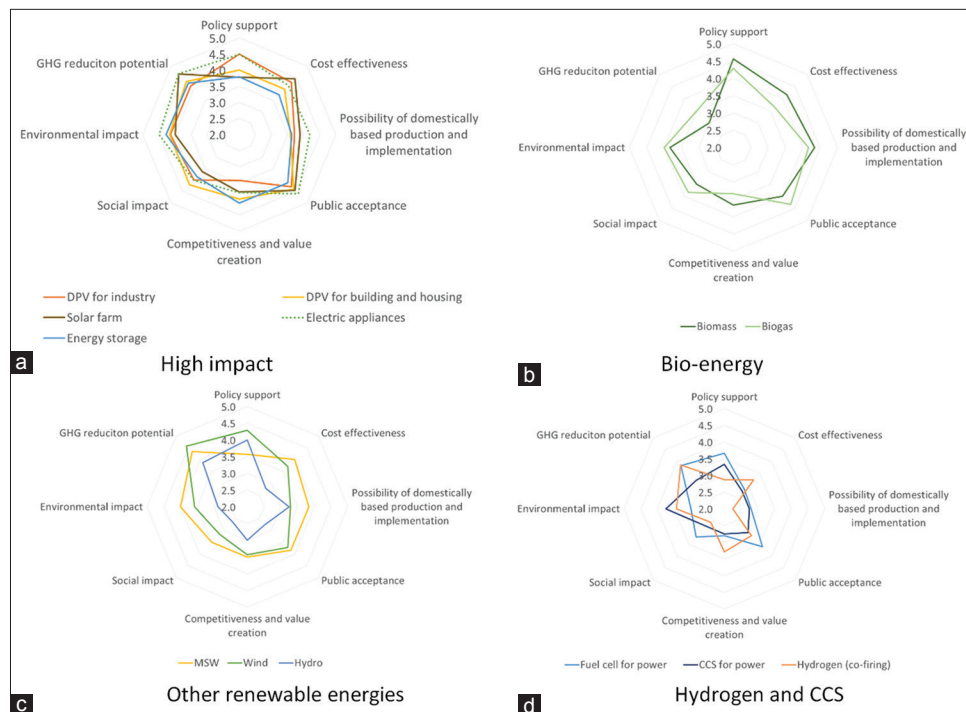 Policy support
5.0
4.5
4.0
3.5
3.0
2.5
2.0
GHG reduciton potential
Cost effectiveness
Environmental impact
Possibility of domestically
based production and
implementation
Social impact
Public acceptance
Competitiveness and value
creation
DPV for industry
DPV for building and housing
Solar farm
Electric appliances
Energy storage
a
High impact
Policy support
5.0
4.5
4.0
3.5
3.0
2.5
2.0
GHG reduciton potential
Cost effectiveness
Environmental impact
Possibility of domestically
based production and
implementation
Social impact
Public acceptance
Competitiveness and value
creation
Biomass
Biogas
b
Bio-energy
Policy support
5.0
4.5
4.0
3.5
3.0
2.5
2.0
GHG reduciton potential
Cost effectiveness
Environmental impact
Possibility of domestically
based production and
implementation
Social impact
Public acceptance
Competitiveness and value
creation
MSW
Wind
Hydro
c
Other renewable energies
Policy support
5.0
4.5
4.0
3.5
3.0
2.5
2.0
GHG reduciton potential
Cost effectiveness
Environmental impact
Possibility of domestically
based production and
implementation
Social impact
Public acceptance
Competitiveness and value
creation
Fuel cell for power
CCS for power
Hydrogen (co-firing)
d
Hydrogen and CCS